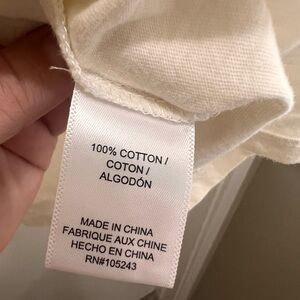 100% COTTON/
COTON/
ALGODÓN
MADE IN CHINA
FABRIQUE AUX CHINE
HECHO EN CHINA
RN#105243